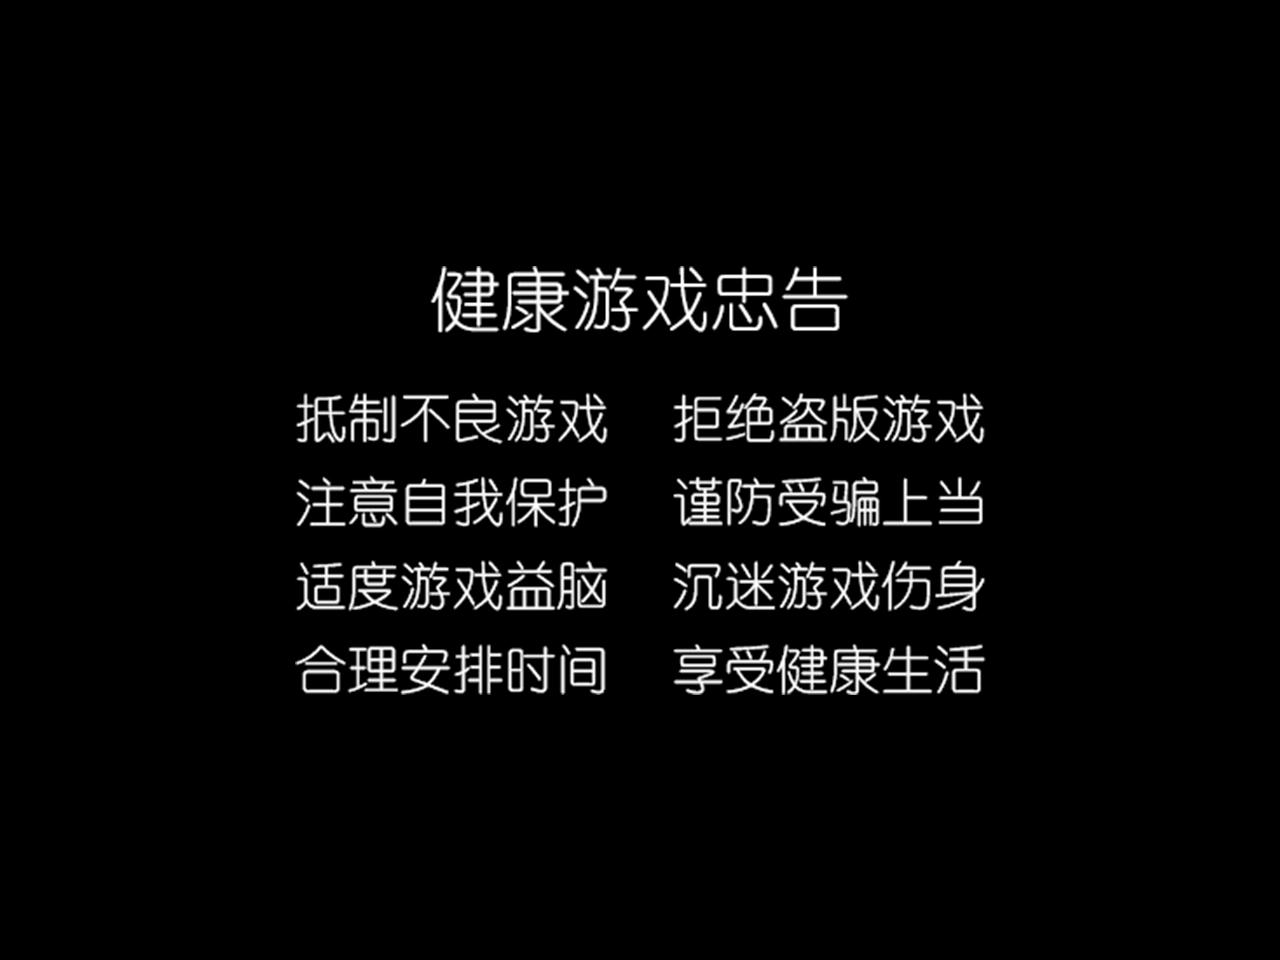 健康游戏忠告
抵制不良游戏 拒绝盗版游戏
注意自我保护 谨防受骗上当
适度游戏益脑 沉迷游戏伤身
合理安排时间 享受健康生活